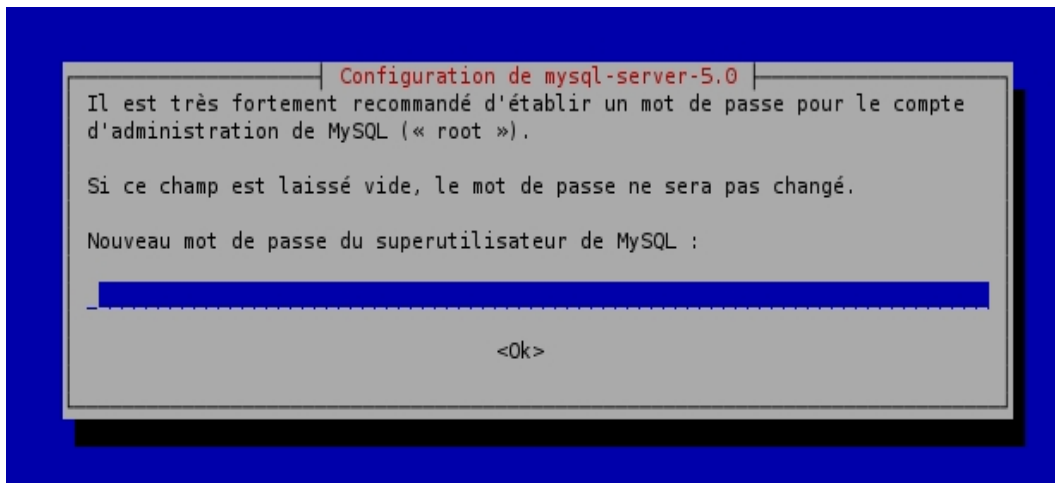 Configuration de mysql-server-5.0
Il est très fortement recommandé d'établir un mot de passe pour le compte
d'administration de MySQL (« root »).
Si ce champ est laissé vide, le mot de passe ne sera pas changé.
Nouveau mot de passe du superutilisateur de MySQL :
<Ok>